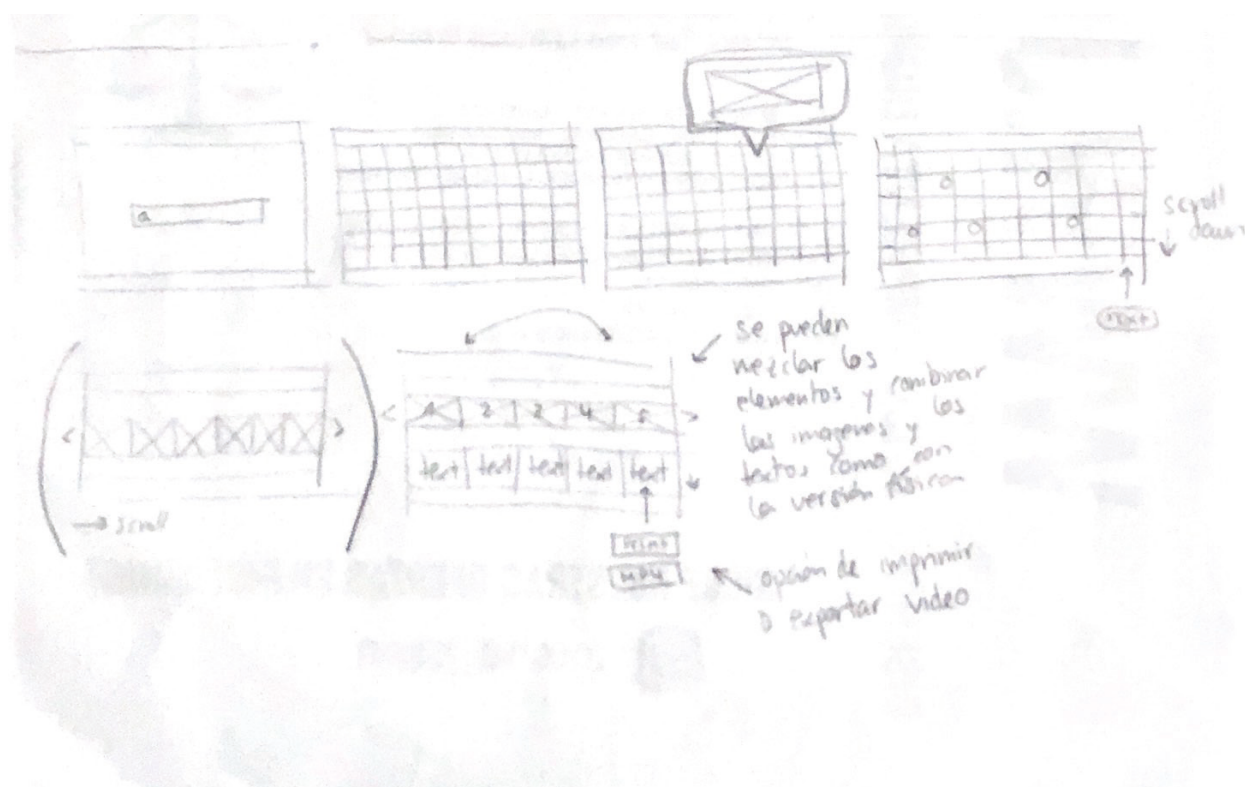 a
scroll
down
next
se pueden
mezclar los
elementos y combinar
las imagenes y los
textos como con
la versión física
1 2 3 4 5
text text text text text
→ scroll
print
MP4
opción de imprimir
o exportar video